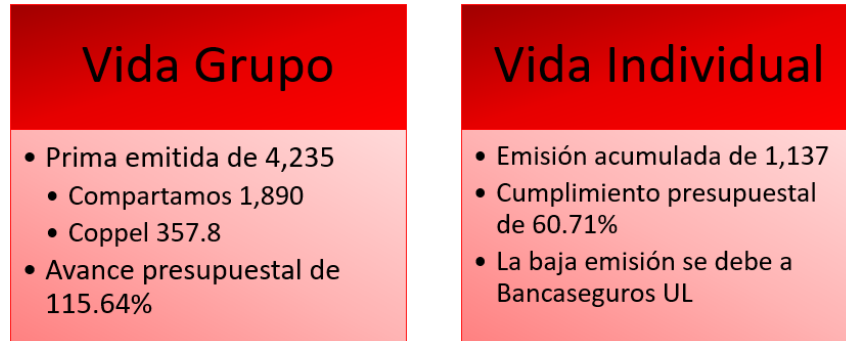 Vida Grupo
• Prima emitida de 4,235
• Compartamos 1,890
• Coppel 357.8
• Avance presupuestal de
115.64%
Vida Individual
• Emisión acumulada de 1,137
• Cumplimiento presupuestal
de 60.71%
• La baja emisión se debe a
Bancaseguros UL